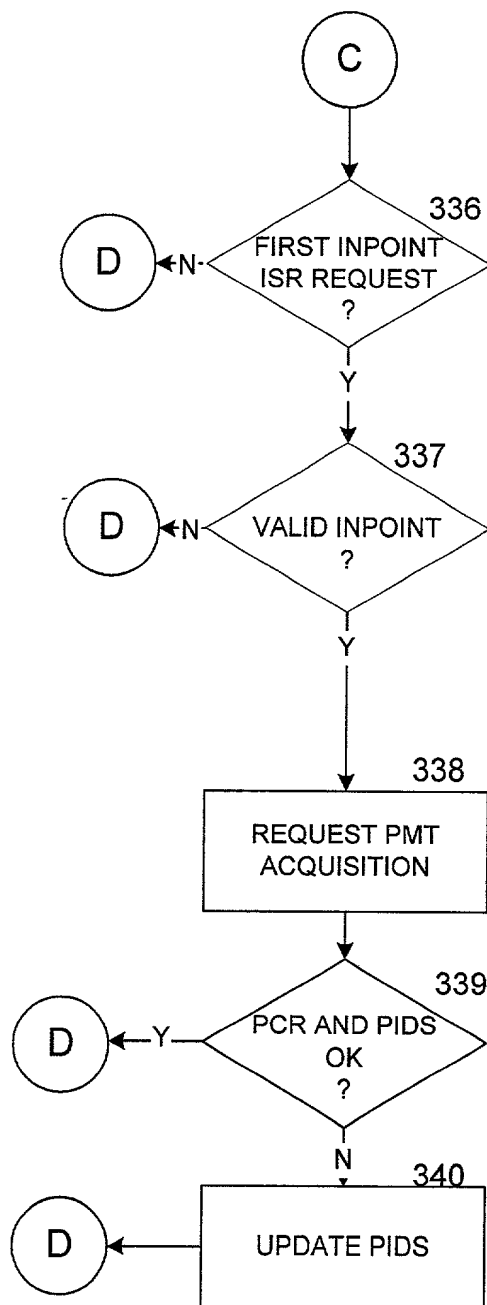 C
336
FIRST INPOINT
ISR REQUEST
?
D
N
Y
337
VALID INPOINT
?
D
N
Y
338
REQUEST PMT
ACQUISITION
339
PCR AND PIDS
OK
?
D
Y
N
340
UPDATE PIDS
D